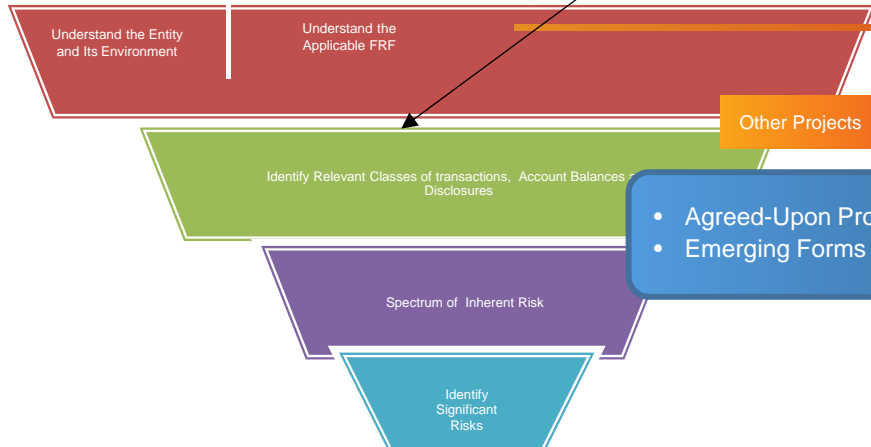 Understand the Entity
and Its Environment
Understand the
Applicable FRF
Other Projects
Identify Relevant Classes of transactions, Account Balances
Disclosures
• Agreed-Upon
• Emerging Forms
Spectrum of Inherent Risk
Identify
Significant
Risks